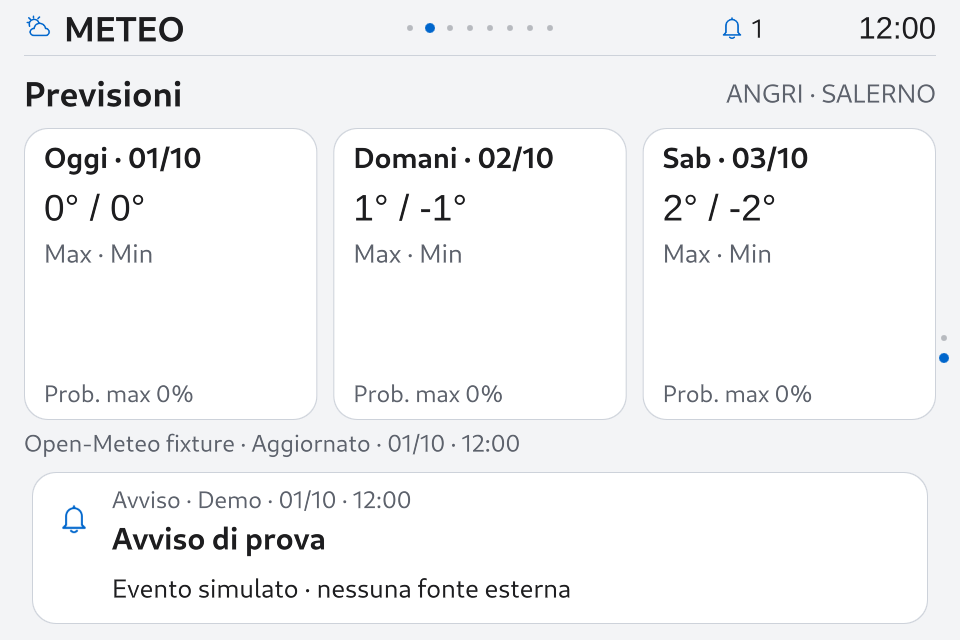 METEO
1
12:00
Previsioni
ANGRI · SALERNO
Oggi · 01/10
0° / 0°
Max · Min
Prob. max 0%
Domani · 02/10
1° / -1°
Max · Min
Prob. max 0%
Sab · 03/10
2° / -2°
Max · Min
Prob. max 0%
Open-Meteo fixture · Aggiornato · 01/10 · 12:00
Avviso · Demo · 01/10 · 12:00
Avviso di prova
Evento simulato · nessuna fonte esterna